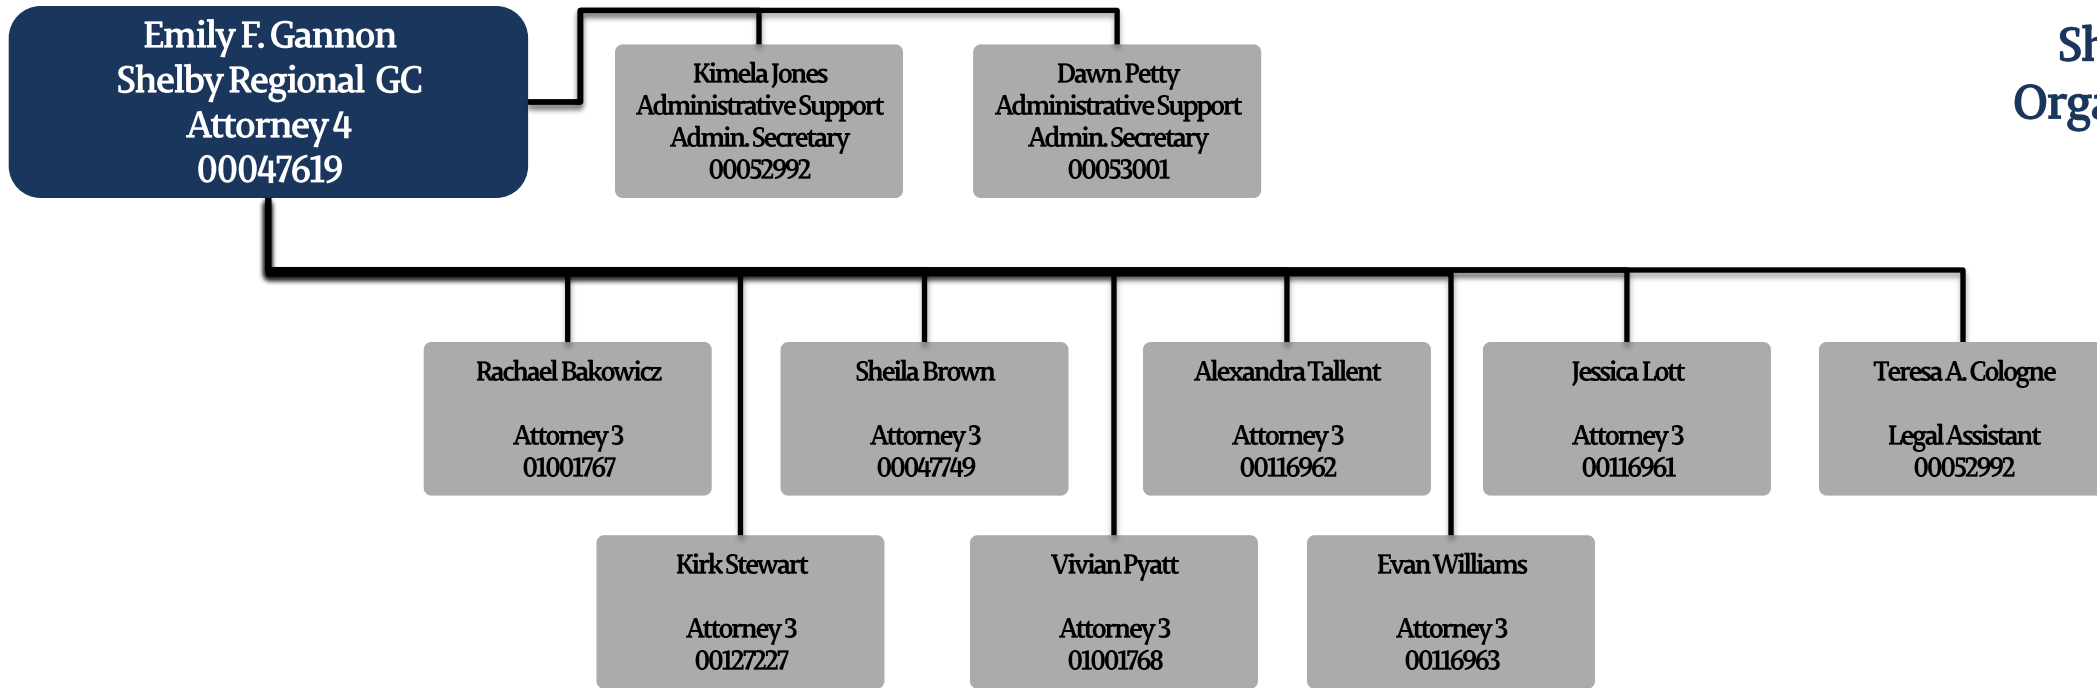 Emily F. Gannon
Shelby Regional GC
Attorney 4
00047619
Kimela Jones
Administrative Support
Admin. Secretary
00052992
Dawn Petty
Administrative Support
Admin. Secretary
00053001
Rachael Bakowicz
Attorney 3
01001767
Sheila Brown
Attorney 3
00047749
Alexandra Tallent
Attorney 3
00116962
Jessica Lott
Attorney 3
00116961
Teresa A. Cologne
Legal Assistant
00052992
Kirk Stewart
Attorney 3
00127227
Vivian Pyatt
Attorney 3
01001768
Evan Williams
Attorney 3
00116963